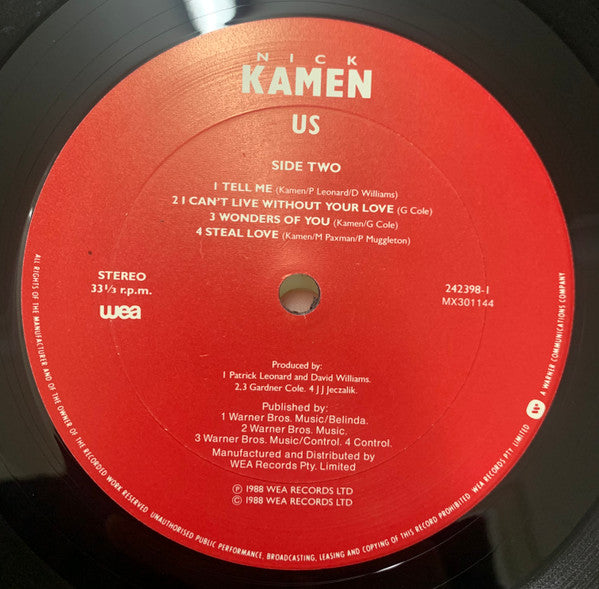 NICK
KAMEN
US
SIDE TWO
1 TELL ME (Kamen/P Leonard/D Williams)
2 I CAN'T LIVE WITHOUT YOUR LOVE (G Cole)
3 WONDERS OF YOU (Kamen/G Cole)
4 STEAL LOVE (Kamen/M Paxman/P Muggleton)
STEREO
33 1/3 r.p.m.
wea
242398-1
MX301144
Produced by:
1 Patrick Leonard and David Williams.
2,3 Gardner Cole. 4 J J Jeczalik.
Published by:
1 Warner Bros. Music/Belinda.
2 Warner Bros. Music.
3 Warner Bros. Music/Control. 4 Control.
Manufactured and Distributed by
WEA Records Pty. Limited
℗ 1988 WEA RECORDS LTD
© 1988 WEA RECORDS LTD
ALL RIGHTS OF THE MANUFACTURER AND OF THE OWNER OF THE RECORDED WORK RESERVED UNAUTHORISED PUBLIC PERFORMANCE, BROADCASTING, LEASING AND COPYING OF THIS RECORD PROHIBITED. WEA RECORDS PTY. LIMITED A WARNER COMMUNICATIONS COMPANY